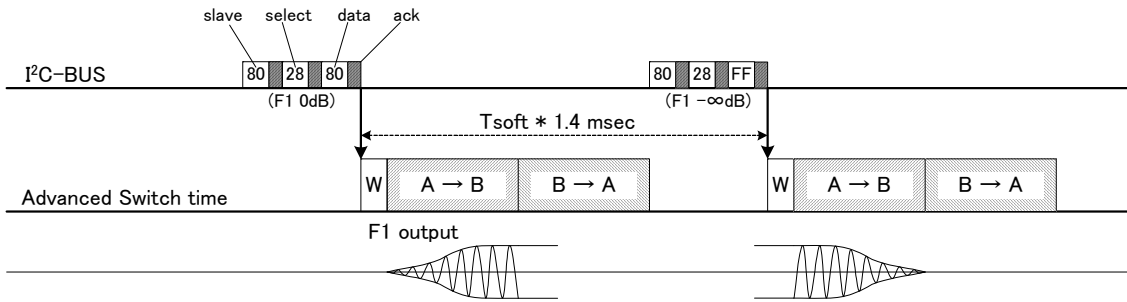 slave select data ack
I²C-BUS 80 28 80 80 28 FF
(F1 0dB) (F1 −∞dB)
Tsoft * 1.4 msec
Advanced Switch time W A → B B → A W A → B B → A
F1 output